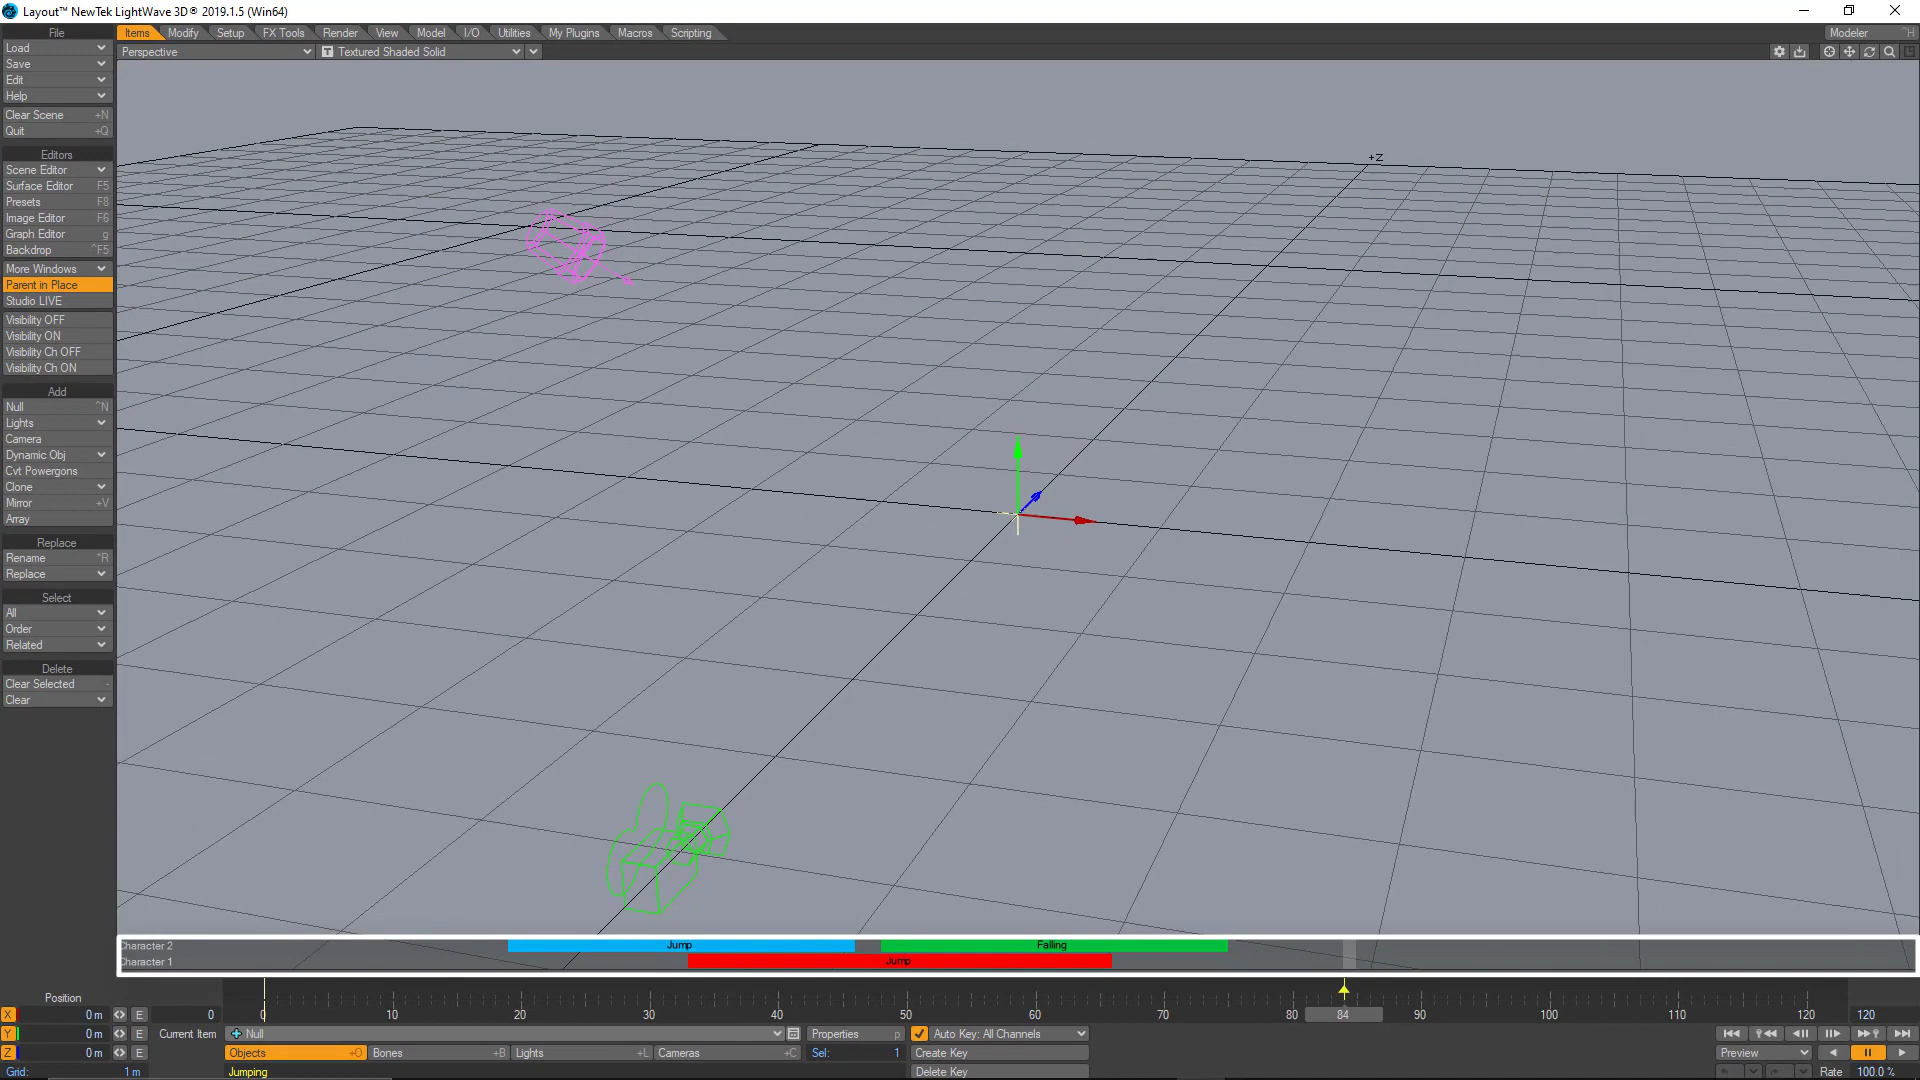 Layout™ NewTek LightWave 3D® 2019.1.5 (Win64)
File
Items Modify Setup FX Tools Render View Model I/O Utilities My Plugins Macros Scripting
Modeler ^H
Load
Perspective
Textured Shaded Solid
Save
Edit
Help
Clear Scene +N
Quit +Q
Editors
Scene Editor
Surface Editor F5
Presets F8
Image Editor F6
Graph Editor g
Backdrop ^F5
More Windows
Parent in Place
Studio LIVE
Visibility OFF
Visibility ON
Visibility Ch OFF
Visibility Ch ON
Add
Null ^N
Lights
Camera
Dynamic Obj
Cvt Powergons
Clone
Mirror +V
Array
Replace
Rename ^R
Replace
Select
All
Order
Related
Delete
Clear Selected -
Clear
+Z
Character 2 Jump Falling
Character 1 Jump
Position
X 0 m E 0
0 10 20 30 40 50 60 70 80 84 90 100 110 120 120
Y 0 m E Current Item Null Properties p Auto Key: All Channels
Z 0 m E Objects +O Bones +B Lights +L Cameras +C Sel: 1 Create Key
Preview
Grid: 1 m Jumping Delete Key
Rate 100.0 %